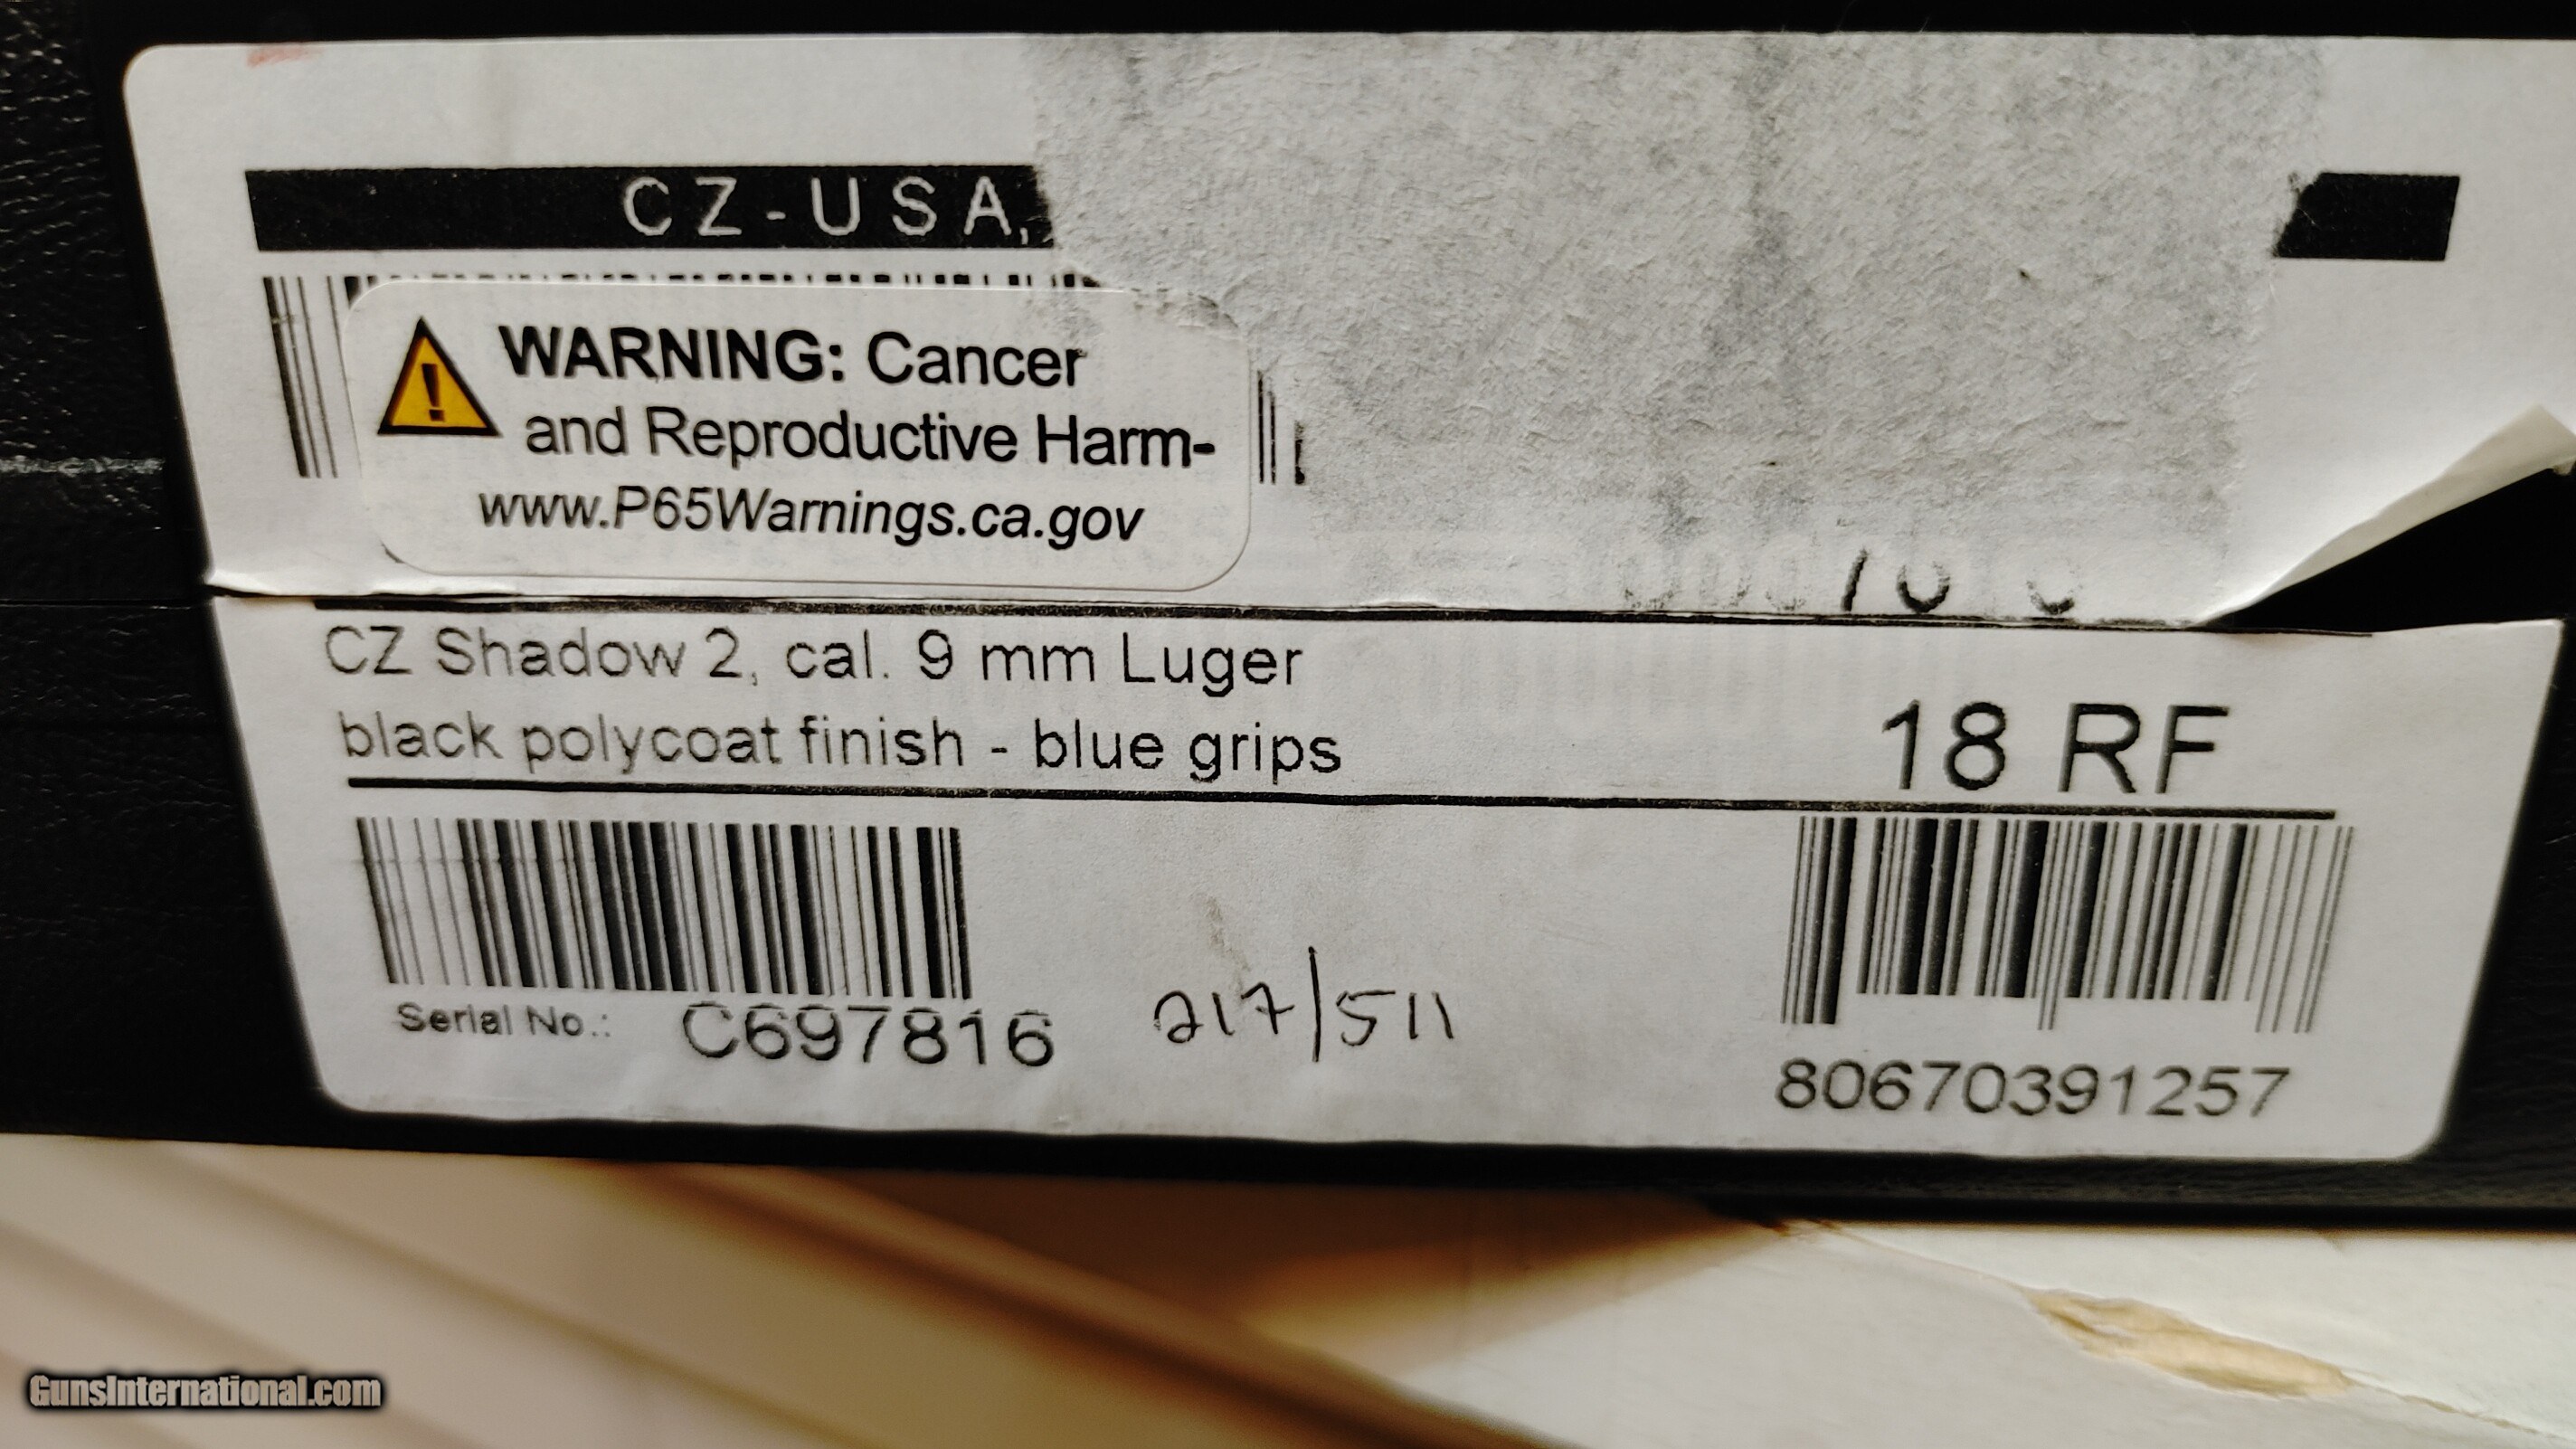 CZ-USA,
WARNING: Cancer
and Reproductive Harm-
www.P65Warnings.ca.gov
CZ Shadow 2, cal. 9 mm Luger
black polycoat finish - blue grips
18 RF
Serial No.: C697816
217/511
80670391257
GunsInternational.com